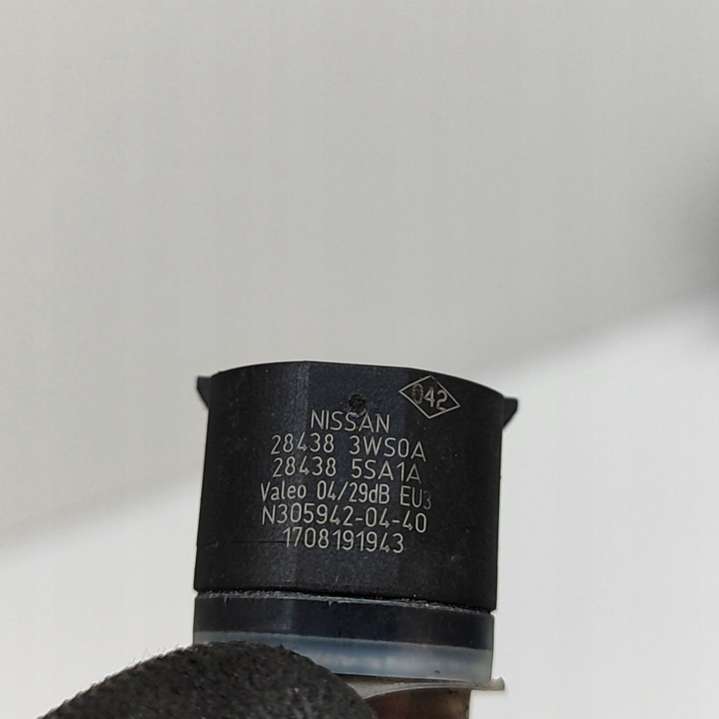 042
NISSAN
28438 3WS0A
28438 5SA1A
Valeo 04/29dB EU3
N305942-04-40
1708191943